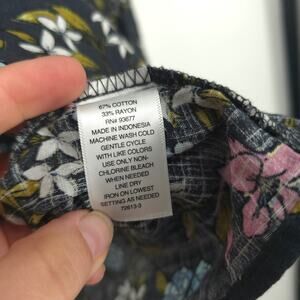 67% COTTON
33% RAYON
RN# 93677
MADE IN INDONESIA
MACHINE WASH COLD
GENTLE CYCLE
WITH LIKE COLORS
USE ONLY NON-
CHLORINE BLEACH
WHEN NEEDED
LINE DRY
IRON ON LOWEST
SETTING AS NEEDED
72613-3